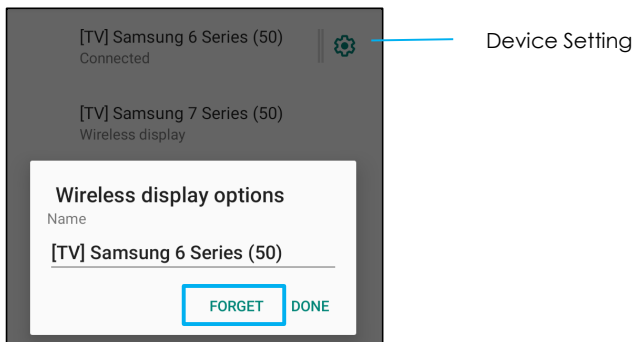 [TV] Samsung 6 Series (50)
Connected
Device Setting
[TV] Samsung 7 Series (50)
Wireless display
Wireless display options
Name
[TV] Samsung 6 Series (50)
FORGET DONE